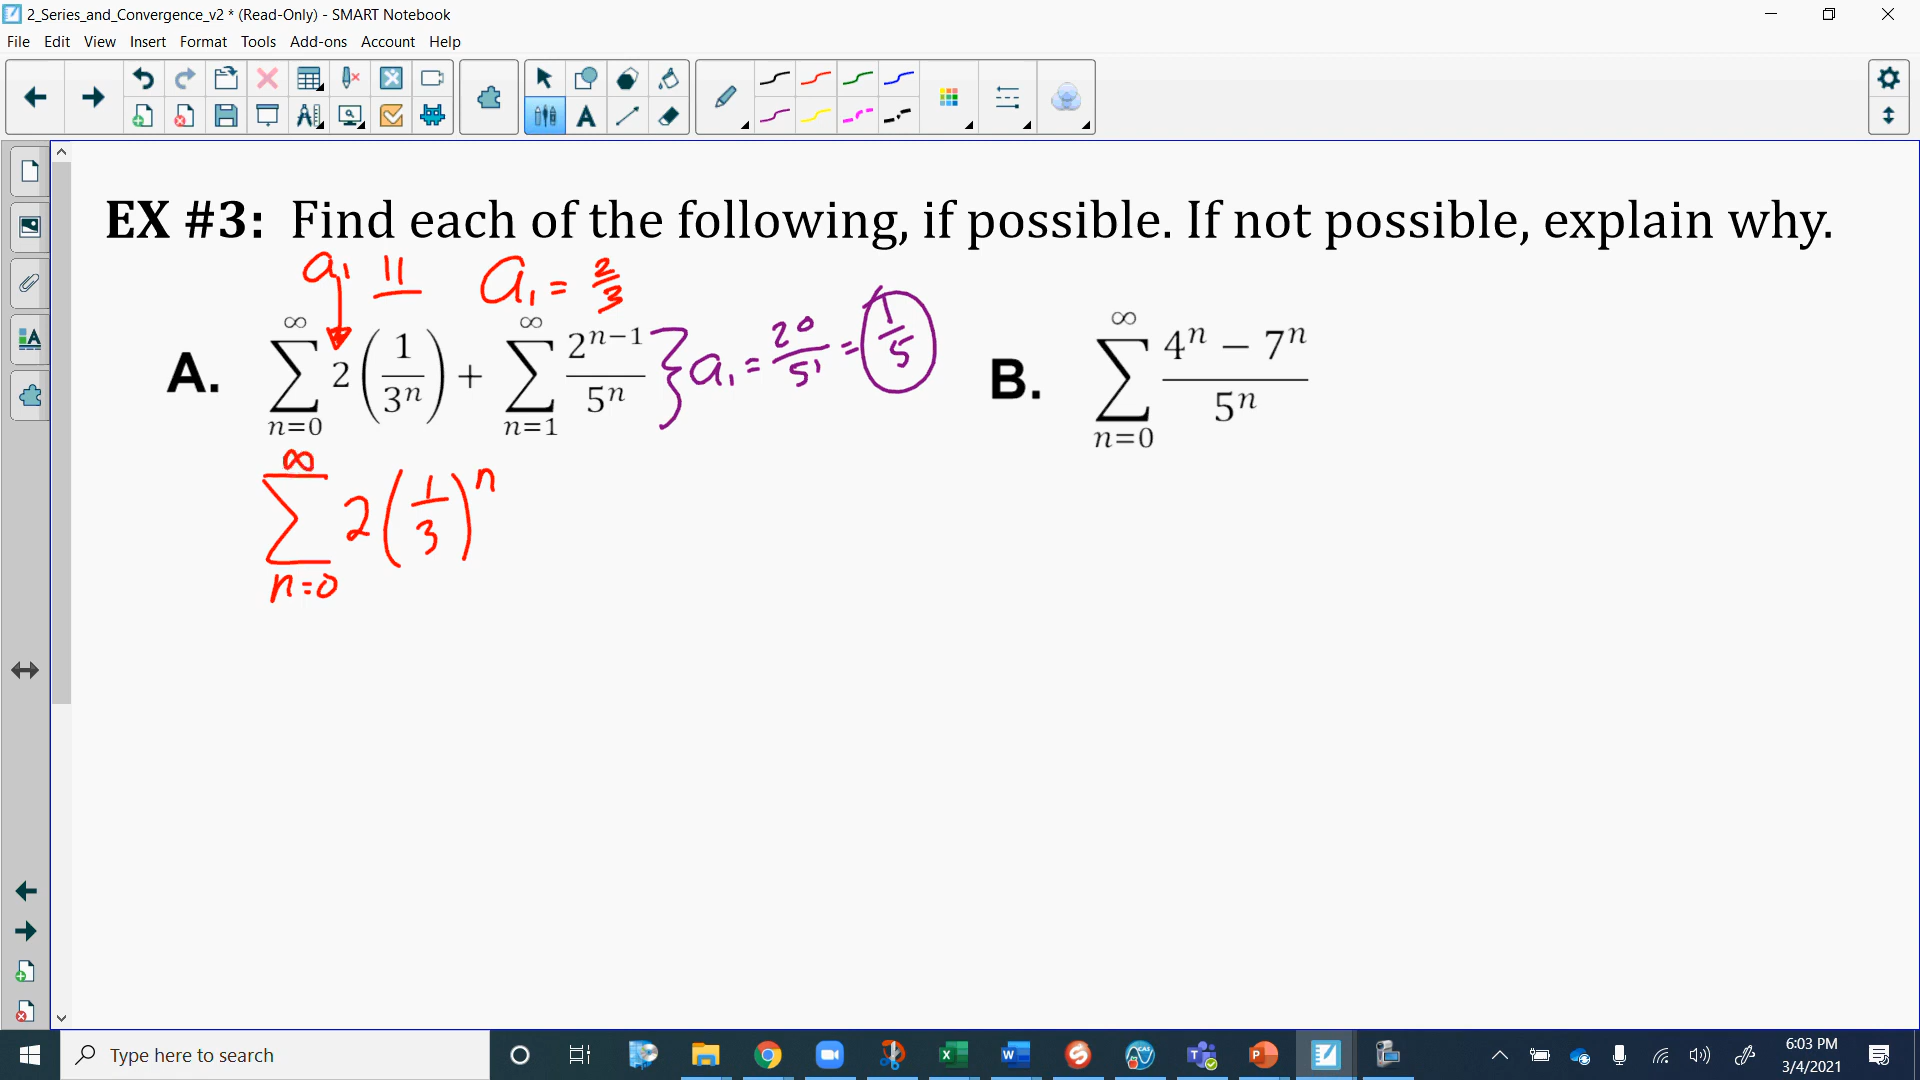 2_Series_and_Convergence_v2 * (Read-Only) - SMART Notebook
File Edit View Insert Format Tools Add-ons Account Help
EX #3: Find each of the following, if possible. If not possible, explain why.
a₁ 11 a₁ = 2/3
A. ∑_{n=0}^{∞} 2(1/3ⁿ) + ∑_{n=1}^{∞} 2ⁿ⁻¹/5ⁿ } a₁ = 2⁰/5¹ = 1/5
B. ∑_{n=0}^{∞} (4ⁿ − 7ⁿ)/5ⁿ
∑_{n=0}^{∞} 2(1/3)ⁿ
Type here to search
6:03 PM
3/4/2021